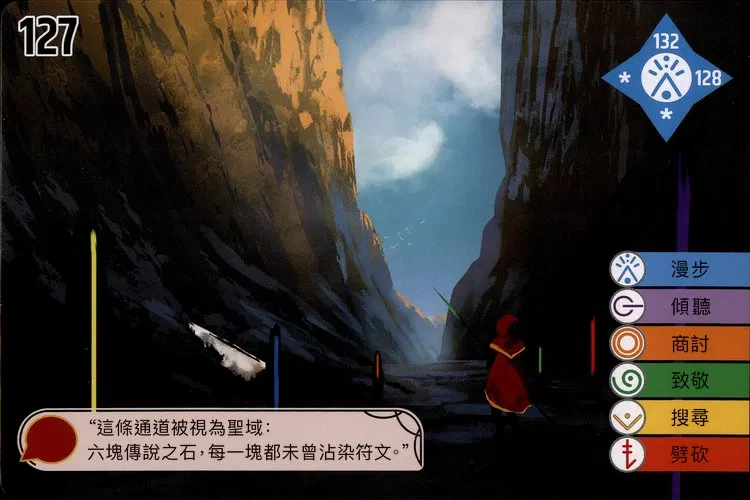 127
132
* 128
*
漫步
傾聽
商討
致敬
搜尋
劈砍
“這條通道被視為聖域：
六塊傳說之石，每一塊都未曾沾染符文。”